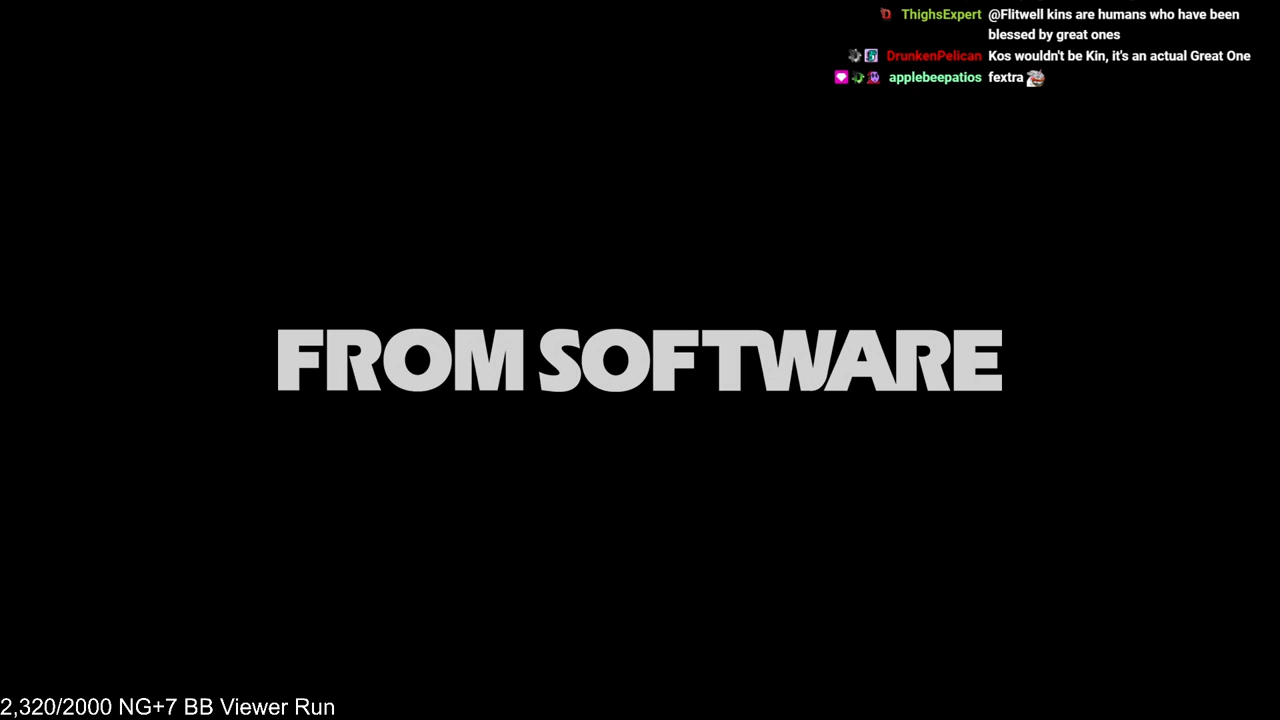 ThighsExpert @Flitwell kins are humans who have been
blessed by great ones
DrunkenPelican Kos wouldn't be Kin, it's an actual Great One
applebeepatios fextra
FROM SOFTWARE
2,320/2000 NG+7 BB Viewer Run